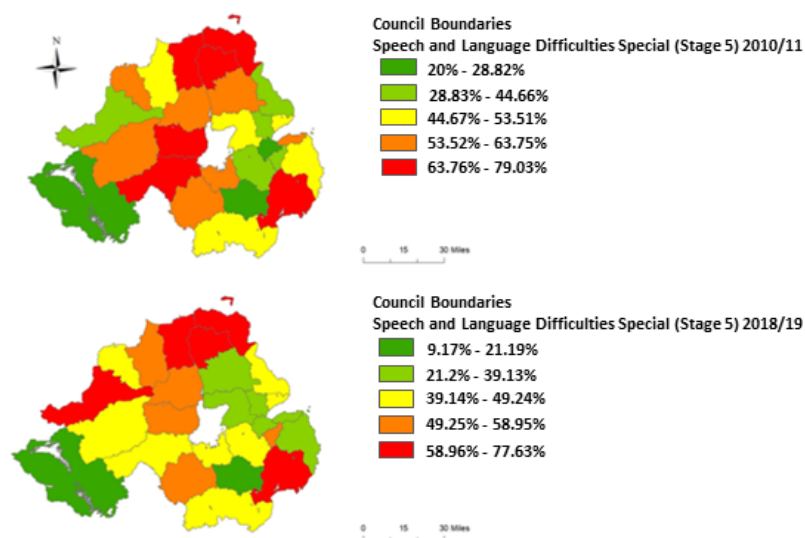 N
Council Boundaries
Speech and Language Difficulties Special (Stage 5) 2010/11
20% - 28.82%
28.83% - 44.66%
44.67% - 53.51%
53.52% - 63.75%
63.76% - 79.03%
0 15 30 Miles
Council Boundaries
Speech and Language Difficulties Special (Stage 5) 2018/19
9.17% - 21.19%
21.2% - 39.13%
39.14% - 49.24%
49.25% - 58.95%
58.96% - 77.63%
0 15 30 Miles